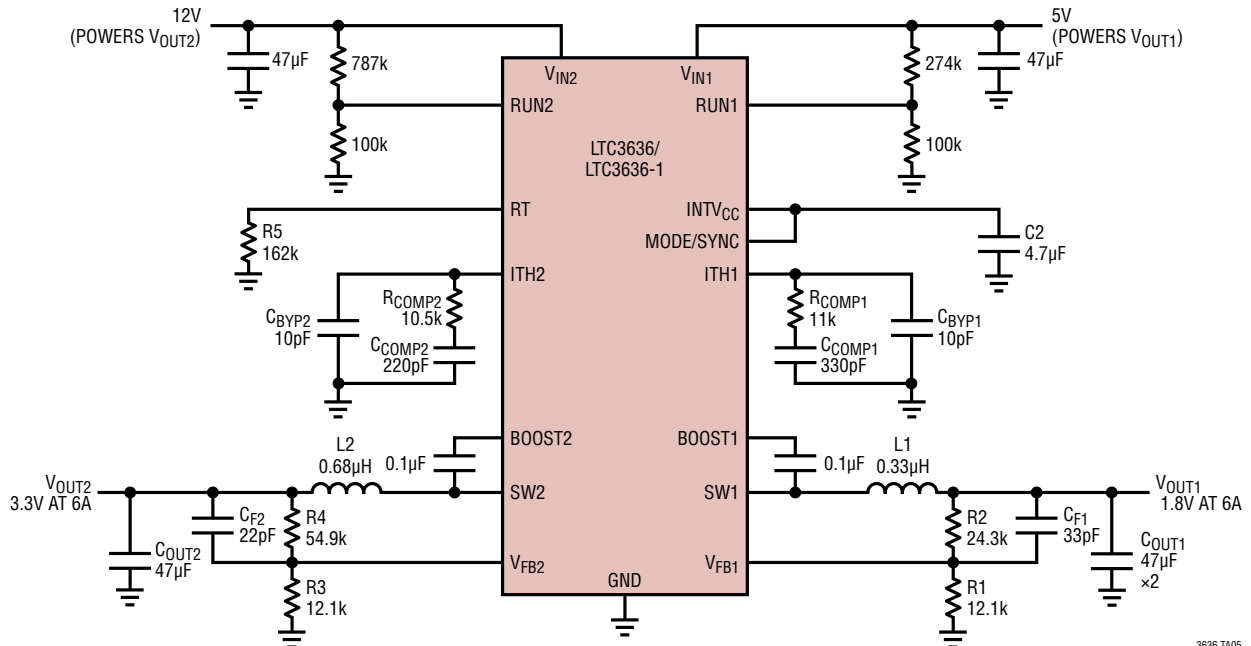 12V
(POWERS VOUT2)
47µF
787k
100k
VIN2
RUN2
VIN1
RUN1
5V
(POWERS VOUT1)
274k
47µF
100k
LTC3636/
LTC3636-1
RT
R5
162k
INTVCC
MODE/SYNC
C2
4.7µF
ITH2
RCOMP2
10.5k
CBYP2
10pF
CCOMP2
220pF
ITH1
RCOMP1
11k
CCOMP1
330pF
CBYP1
10pF
BOOST2
0.1µF
L2
0.68µH
SW2
BOOST1
0.1µF
L1
0.33µH
SW1
VOUT2
3.3V AT 6A
COUT2
47µF
CF2
22pF
R4
54.9k
VFB2
R3
12.1k
GND
VFB1
R2
24.3k
CF1
33pF
R1
12.1k
VOUT1
1.8V AT 6A
COUT1
47µF
×2
3636 TA05